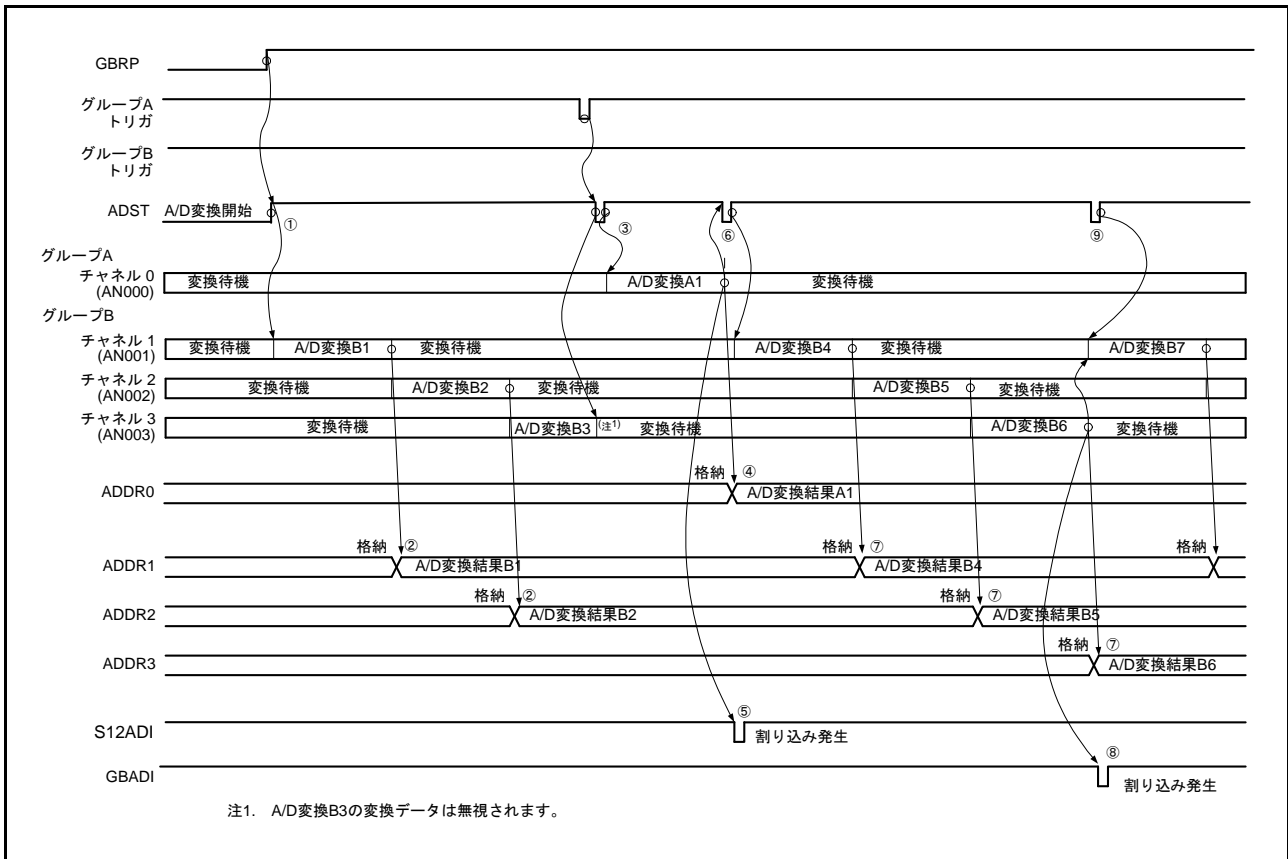 GBRP
グループA
トリガ
グループB
トリガ
ADST A/D変換開始 ① ③ ⑥ ⑨
グループA
チャネル 0
(AN000)
変換待機 A/D変換A1 変換待機
グループB
チャネル 1
(AN001)
変換待機 A/D変換B1 変換待機 A/D変換B4 変換待機 A/D変換B7
チャネル 2
(AN002)
変換待機 A/D変換B2 変換待機 A/D変換B5 変換待機
チャネル 3
(AN003)
変換待機 A/D変換B3 (注1) 変換待機 A/D変換B6 変換待機
格納 ④
ADDR0 A/D変換結果A1
格納 ② 格納 ⑦ 格納
ADDR1 A/D変換結果B1 A/D変換結果B4
格納 ② 格納 ⑦
ADDR2 A/D変換結果B2 A/D変換結果B5
格納 ⑦
ADDR3 A/D変換結果B6
⑤
S12ADI 割り込み発生
⑧
GBADI 割り込み発生
注1. A/D変換B3の変換データは無視されます。